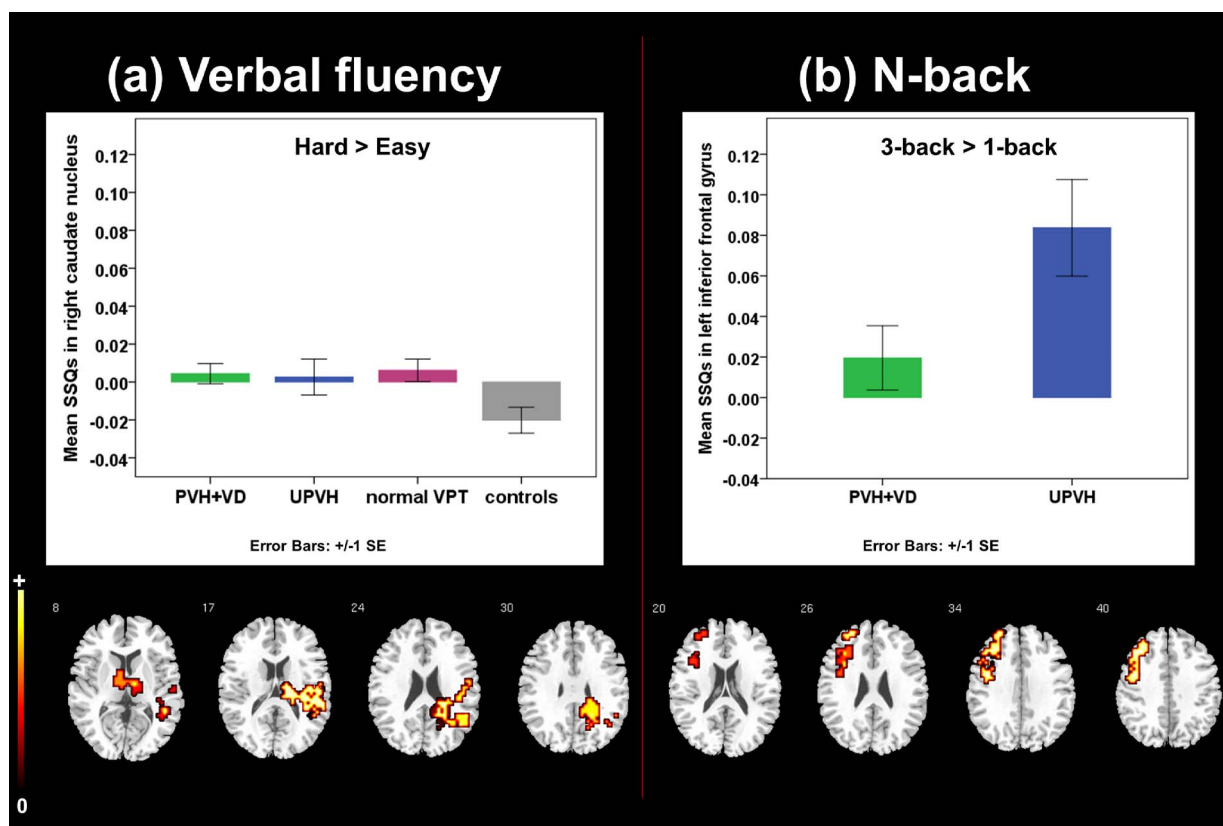 (a) Verbal fluency
Hard > Easy
Mean SSQs in right caudate nucleus
0.12
0.10
0.08
0.06
0.04
0.02
0.00
-0.02
-0.04
PVH+VD UPVH normal VPT controls
Error Bars: +/-1 SE
(b) N-back
3-back > 1-back
Mean SSQs in left inferior frontal gyrus
0.12
0.10
0.08
0.06
0.04
0.02
0.00
-0.02
-0.04
PVH+VD UPVH
Error Bars: +/-1 SE
+
0
8 17 24 30
20 26 34 40